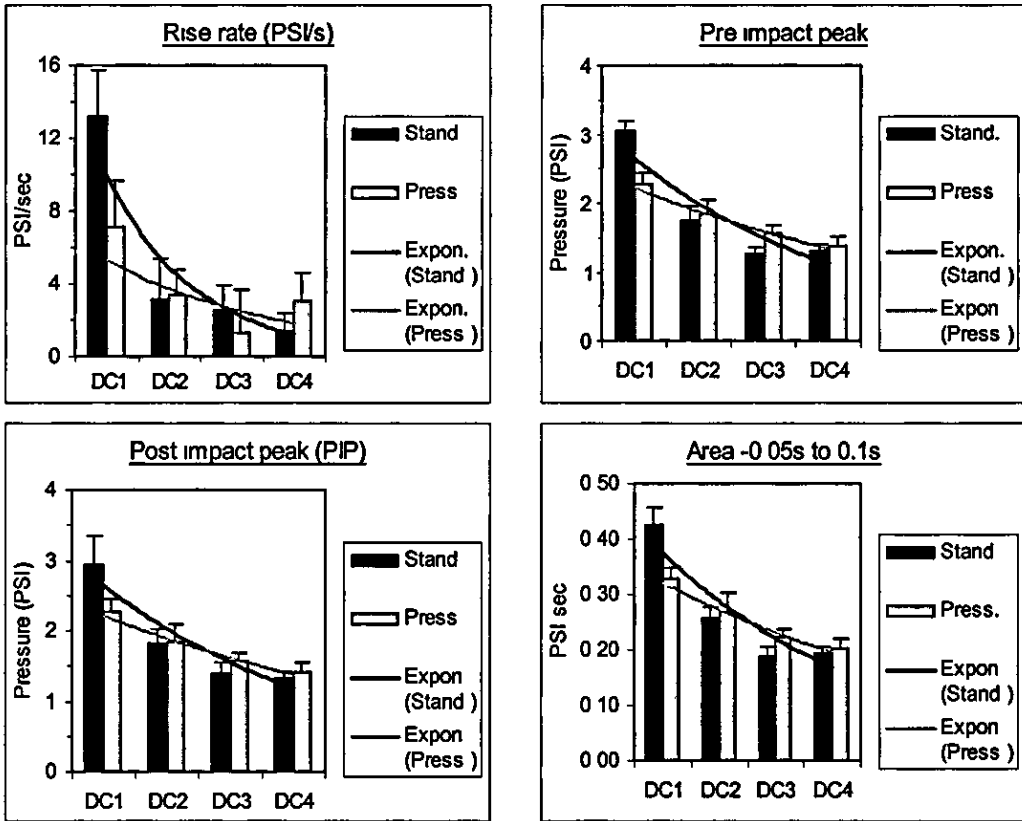 Rise rate (PSI/s)
16
12
8
4
0
PSI/sec
DC1 DC2 DC3 DC4
Stand
Press
Expon.
(Stand )
Expon.
(Press )
Pre impact peak
4
3
2
1
0
Pressure (PSI)
DC1 DC2 DC3 DC4
Stand.
Press
Expon.
(Stand )
Expon
(Press )
Post impact peak (PIP)
4
3
2
1
0
Pressure (PSI)
DC1 DC2 DC3 DC4
Stand
Press
Expon
(Stand )
Expon
(Press )
Area -0 05s to 0.1s
0 50
0 40
0 30
0 20
0 10
0 00
PSI sec
DC1 DC2 DC3 DC4
Stand
Press.
Expon
(Stand )
Expon
(Press )